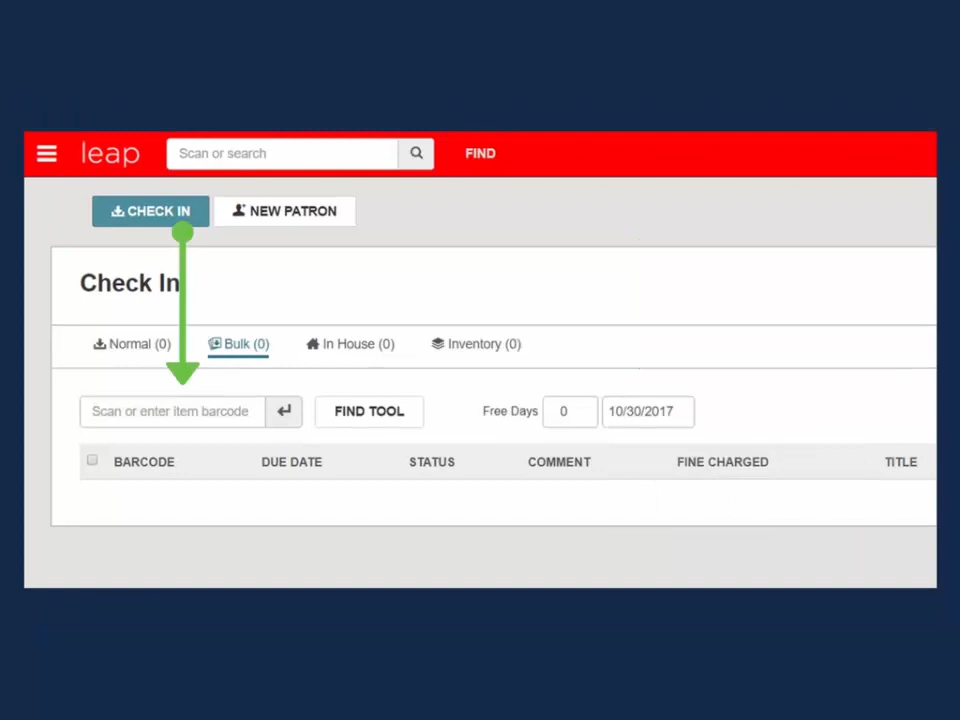 leap Scan or search FIND
CHECK IN NEW PATRON
Check In
Normal (0) Bulk (0) In House (0) Inventory (0)
Scan or enter item barcode FIND TOOL Free Days 0 10/30/2017
BARCODE DUE DATE STATUS COMMENT FINE CHARGED TITLE